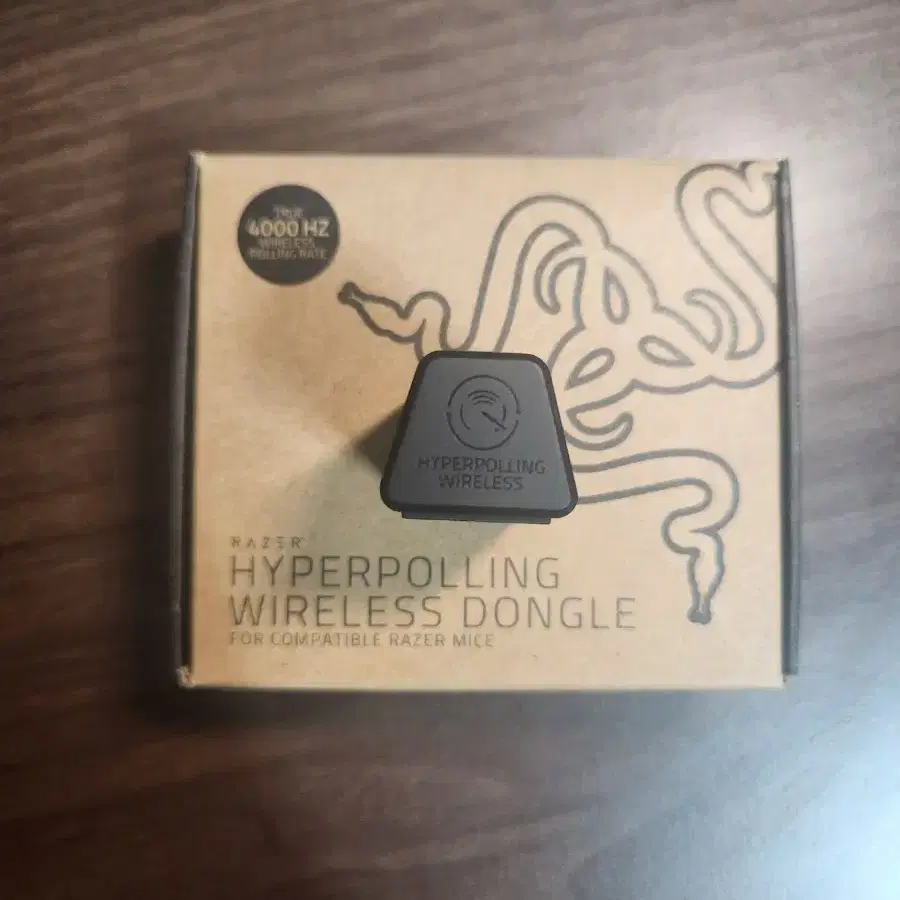 TRUE
4000 HZ
WIRELESS
POLLING RATE
HYPERPOLLING
WIRELESS
RAZER
HYPERPOLLING
WIRELESS DONGLE
FOR COMPATIBLE RAZER MICE